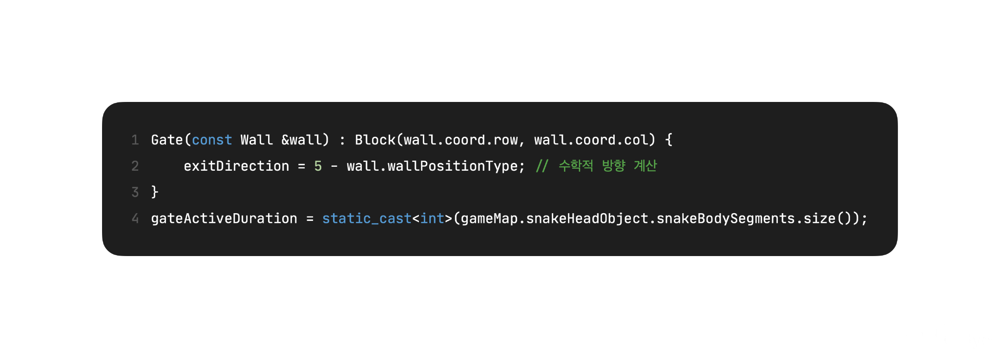 1 Gate(const Wall &wall) : Block(wall.coord.row, wall.coord.col) {
2     exitDirection = 5 - wall.wallPositionType; // 수학적 방향 계산
3 }
4 gateActiveDuration = static_cast<int>(gameMap.snakeHeadObject.snakeBodySegments.size());